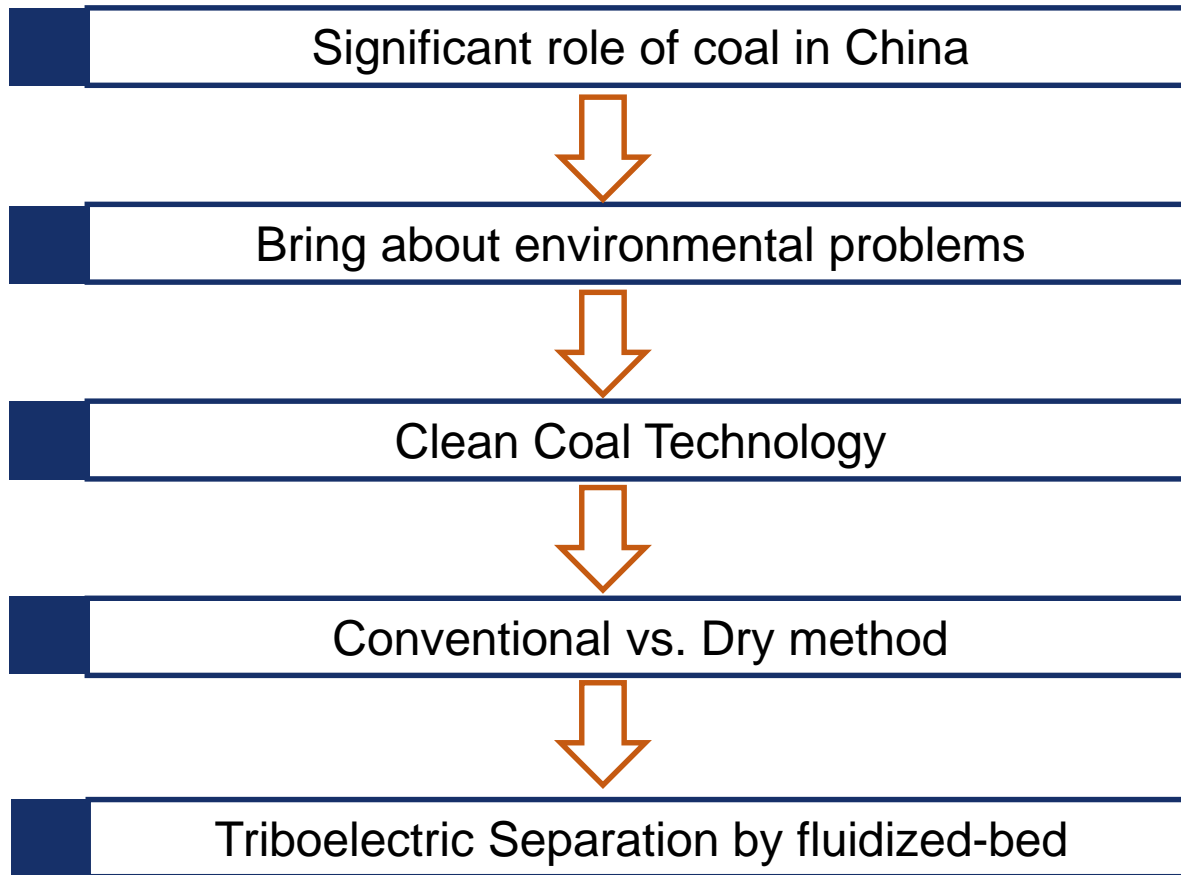 Significant role of coal in China
Bring about environmental problems
Clean Coal Technology
Conventional vs. Dry method
Triboelectric Separation by fluidized-bed